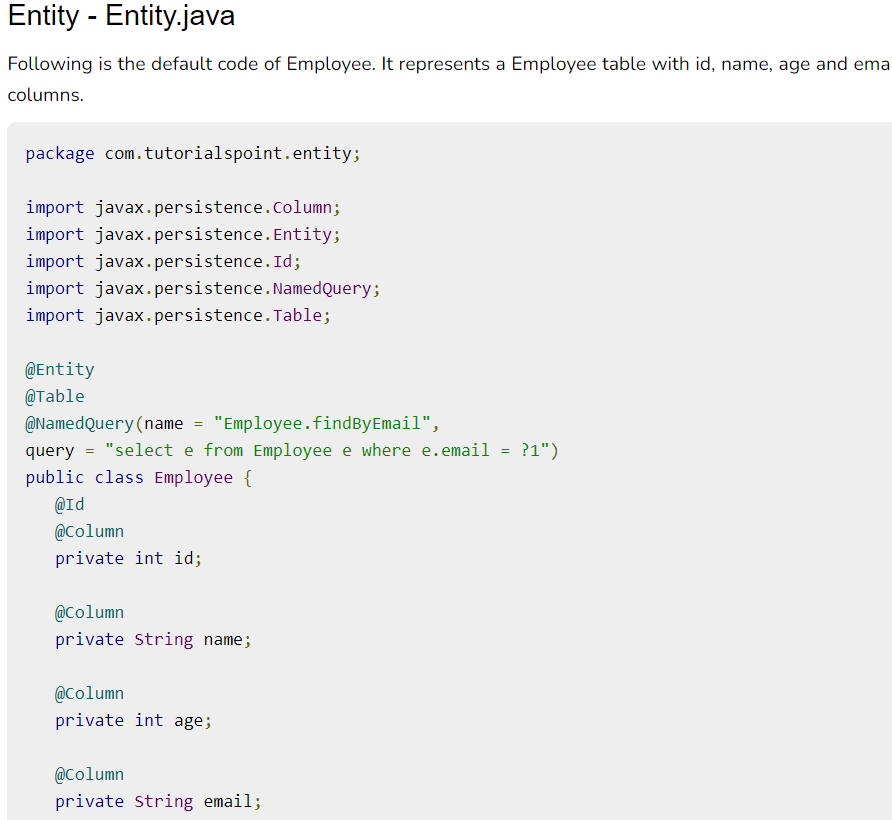 Entity - Entity.java
Following is the default code of Employee. It represents a Employee table with id, name, age and ema
columns.
package com.tutorialspoint.entity;
import javax.persistence.Column;
import javax.persistence.Entity;
import javax.persistence.Id;
import javax.persistence.NamedQuery;
import javax.persistence.Table;
@Entity
@Table
@NamedQuery(name = "Employee.findByEmail",
query = "select e from Employee e where e.email = ?1")
public class Employee {
@Id
@Column
private int id;
@Column
private String name;
@Column
private int age;
@Column
private String email;